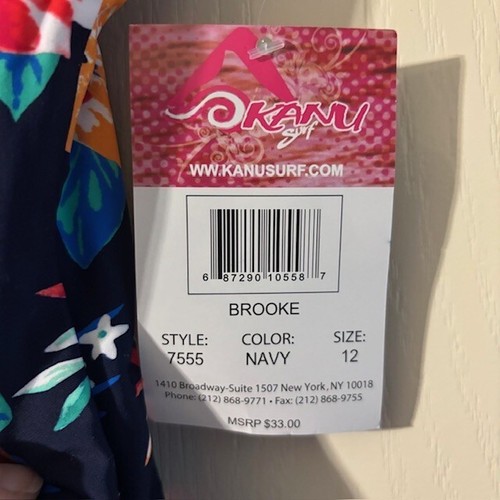 KANU
Surf
WWW.KANUSURF.COM
6 87290 10558 7
BROOKE
STYLE: COLOR: SIZE:
7555 NAVY 12
1410 Broadway-Suite 1507 New York, NY 10018
Phone: (212) 868-9771 • Fax: (212) 868-9755
MSRP $33.00